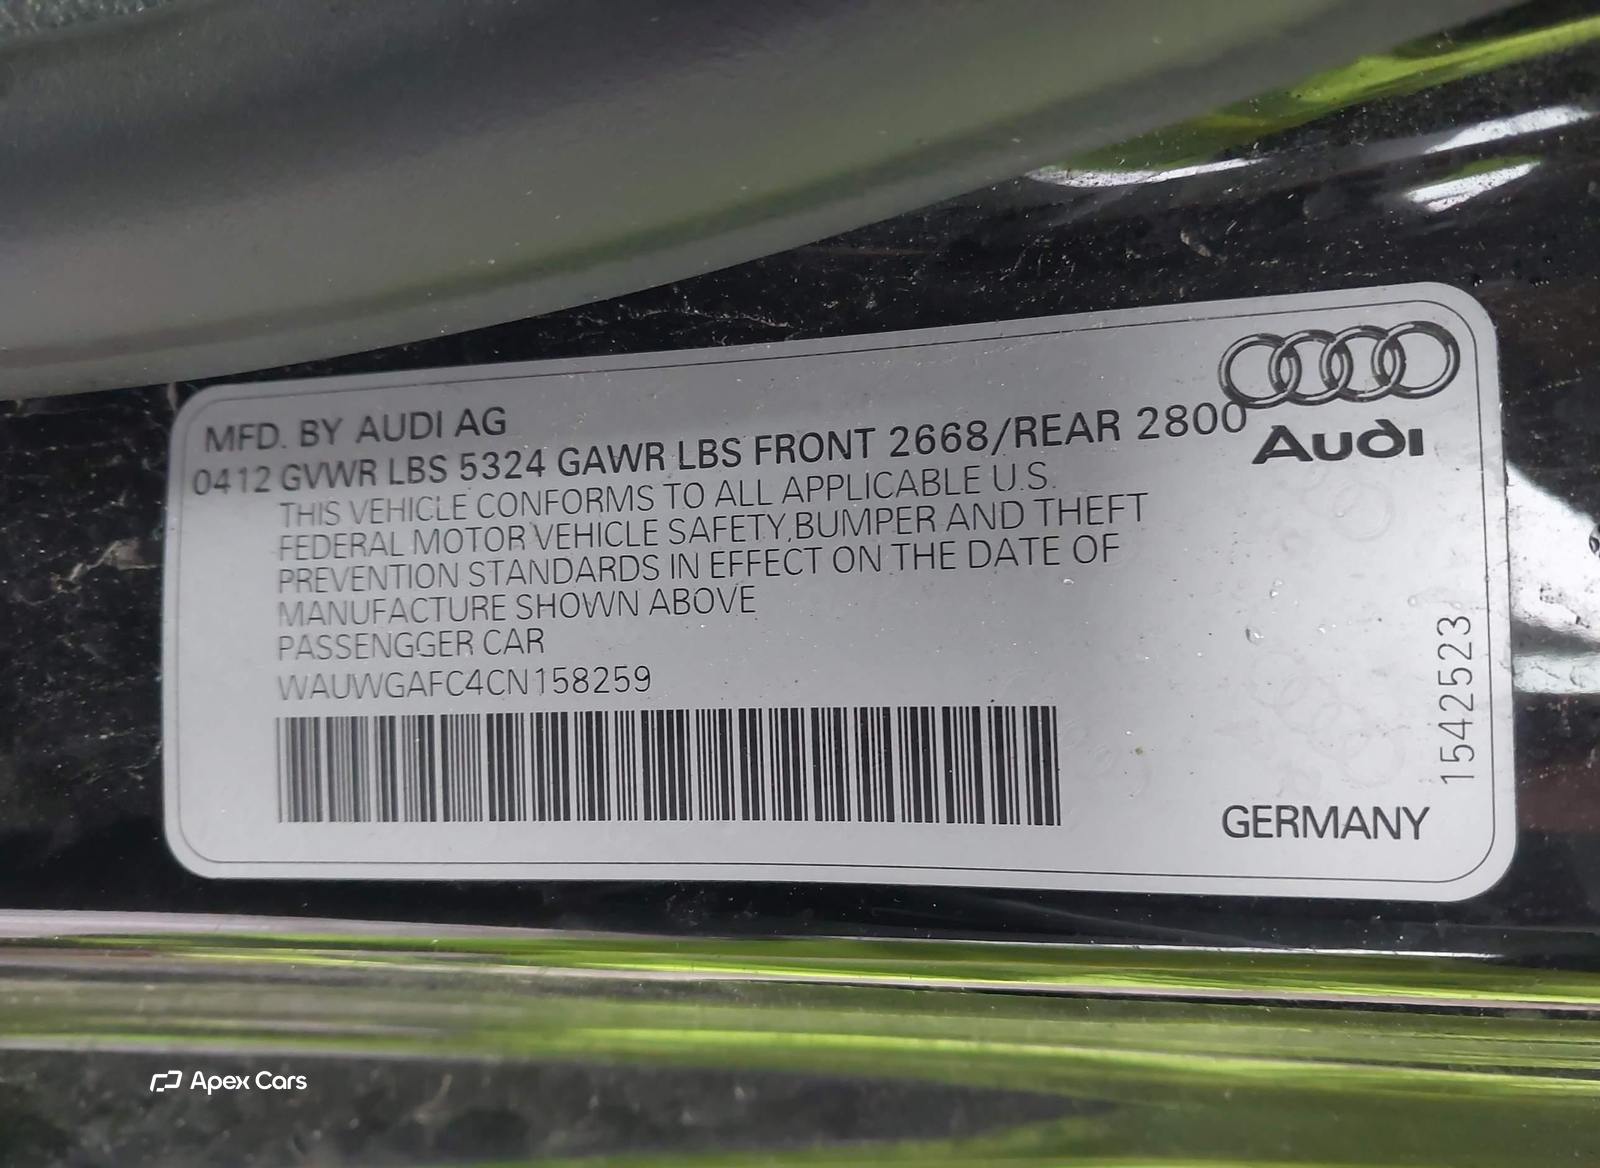 MFD. BY AUDI AG
0412 GVWR LBS 5324 GAWR LBS FRONT 2668/REAR 2800
THIS VEHICLE CONFORMS TO ALL APPLICABLE U.S.
FEDERAL MOTOR VEHICLE SAFETY, BUMPER AND THEFT
PREVENTION STANDARDS IN EFFECT ON THE DATE OF
MANUFACTURE SHOWN ABOVE
PASSENGGER CAR
WAUWGAFC4CN158259
Audi
1542523
GERMANY
Apex Cars